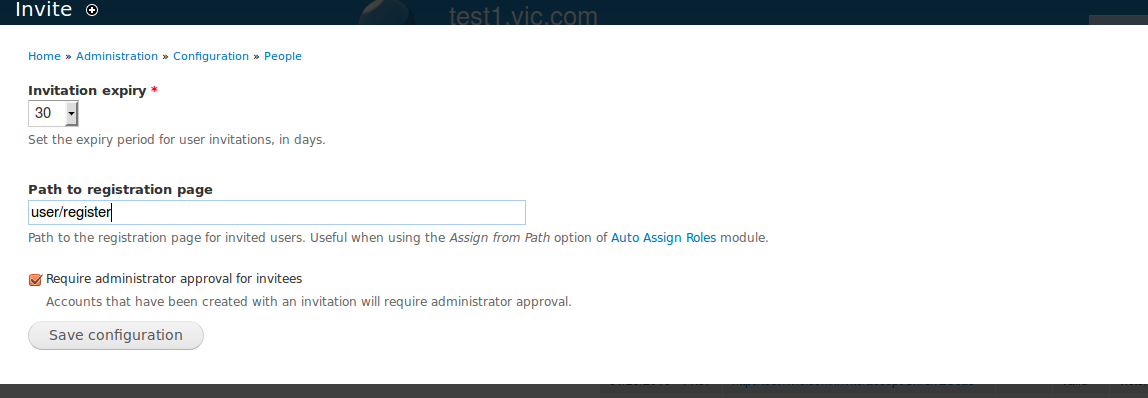 Invite
test1.vic.com
Home » Administration » Configuration » People
Invitation expiry *
30
Set the expiry period for user invitations, in days.
Path to registration page
user/register
Path to the registration page for invited users. Useful when using the Assign from Path option of Auto Assign Roles module.
Require administrator approval for invitees
Accounts that have been created with an invitation will require administrator approval.
Save configuration